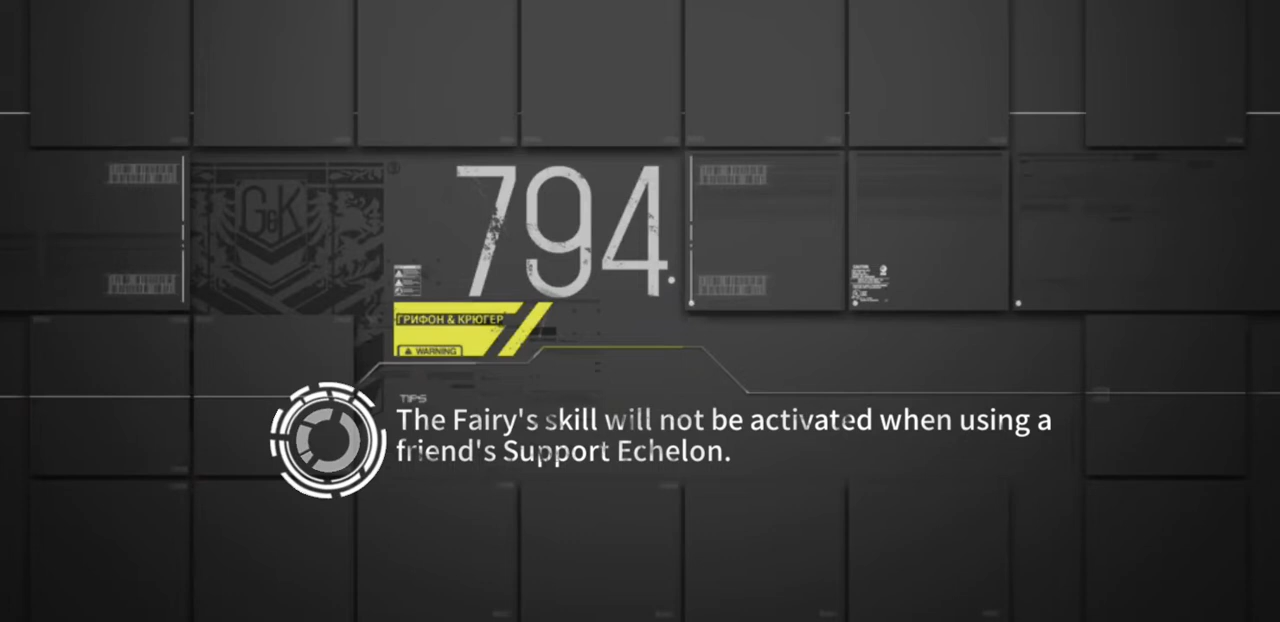 G&K
794.
ГРИФОН & КРЮГЕР
WARNING
TIPS
The Fairy's skill will not be activated when using a
friend's Support Echelon.